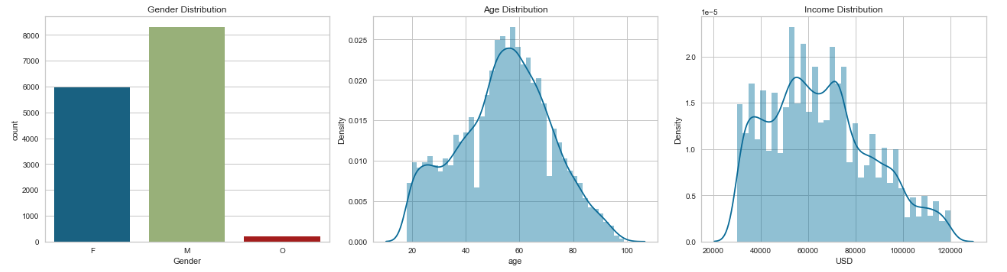 Gender Distribution
8000
7000
6000
5000
4000
3000
2000
1000
0
count
F M O
Gender
Age Distribution
0.025
0.020
0.015
0.010
0.005
0.000
Density
20 40 60 80 100
age
1e-5
Income Distribution
2.0
1.5
1.0
0.5
0.0
Density
20000 40000 60000 80000 100000 120000
USD